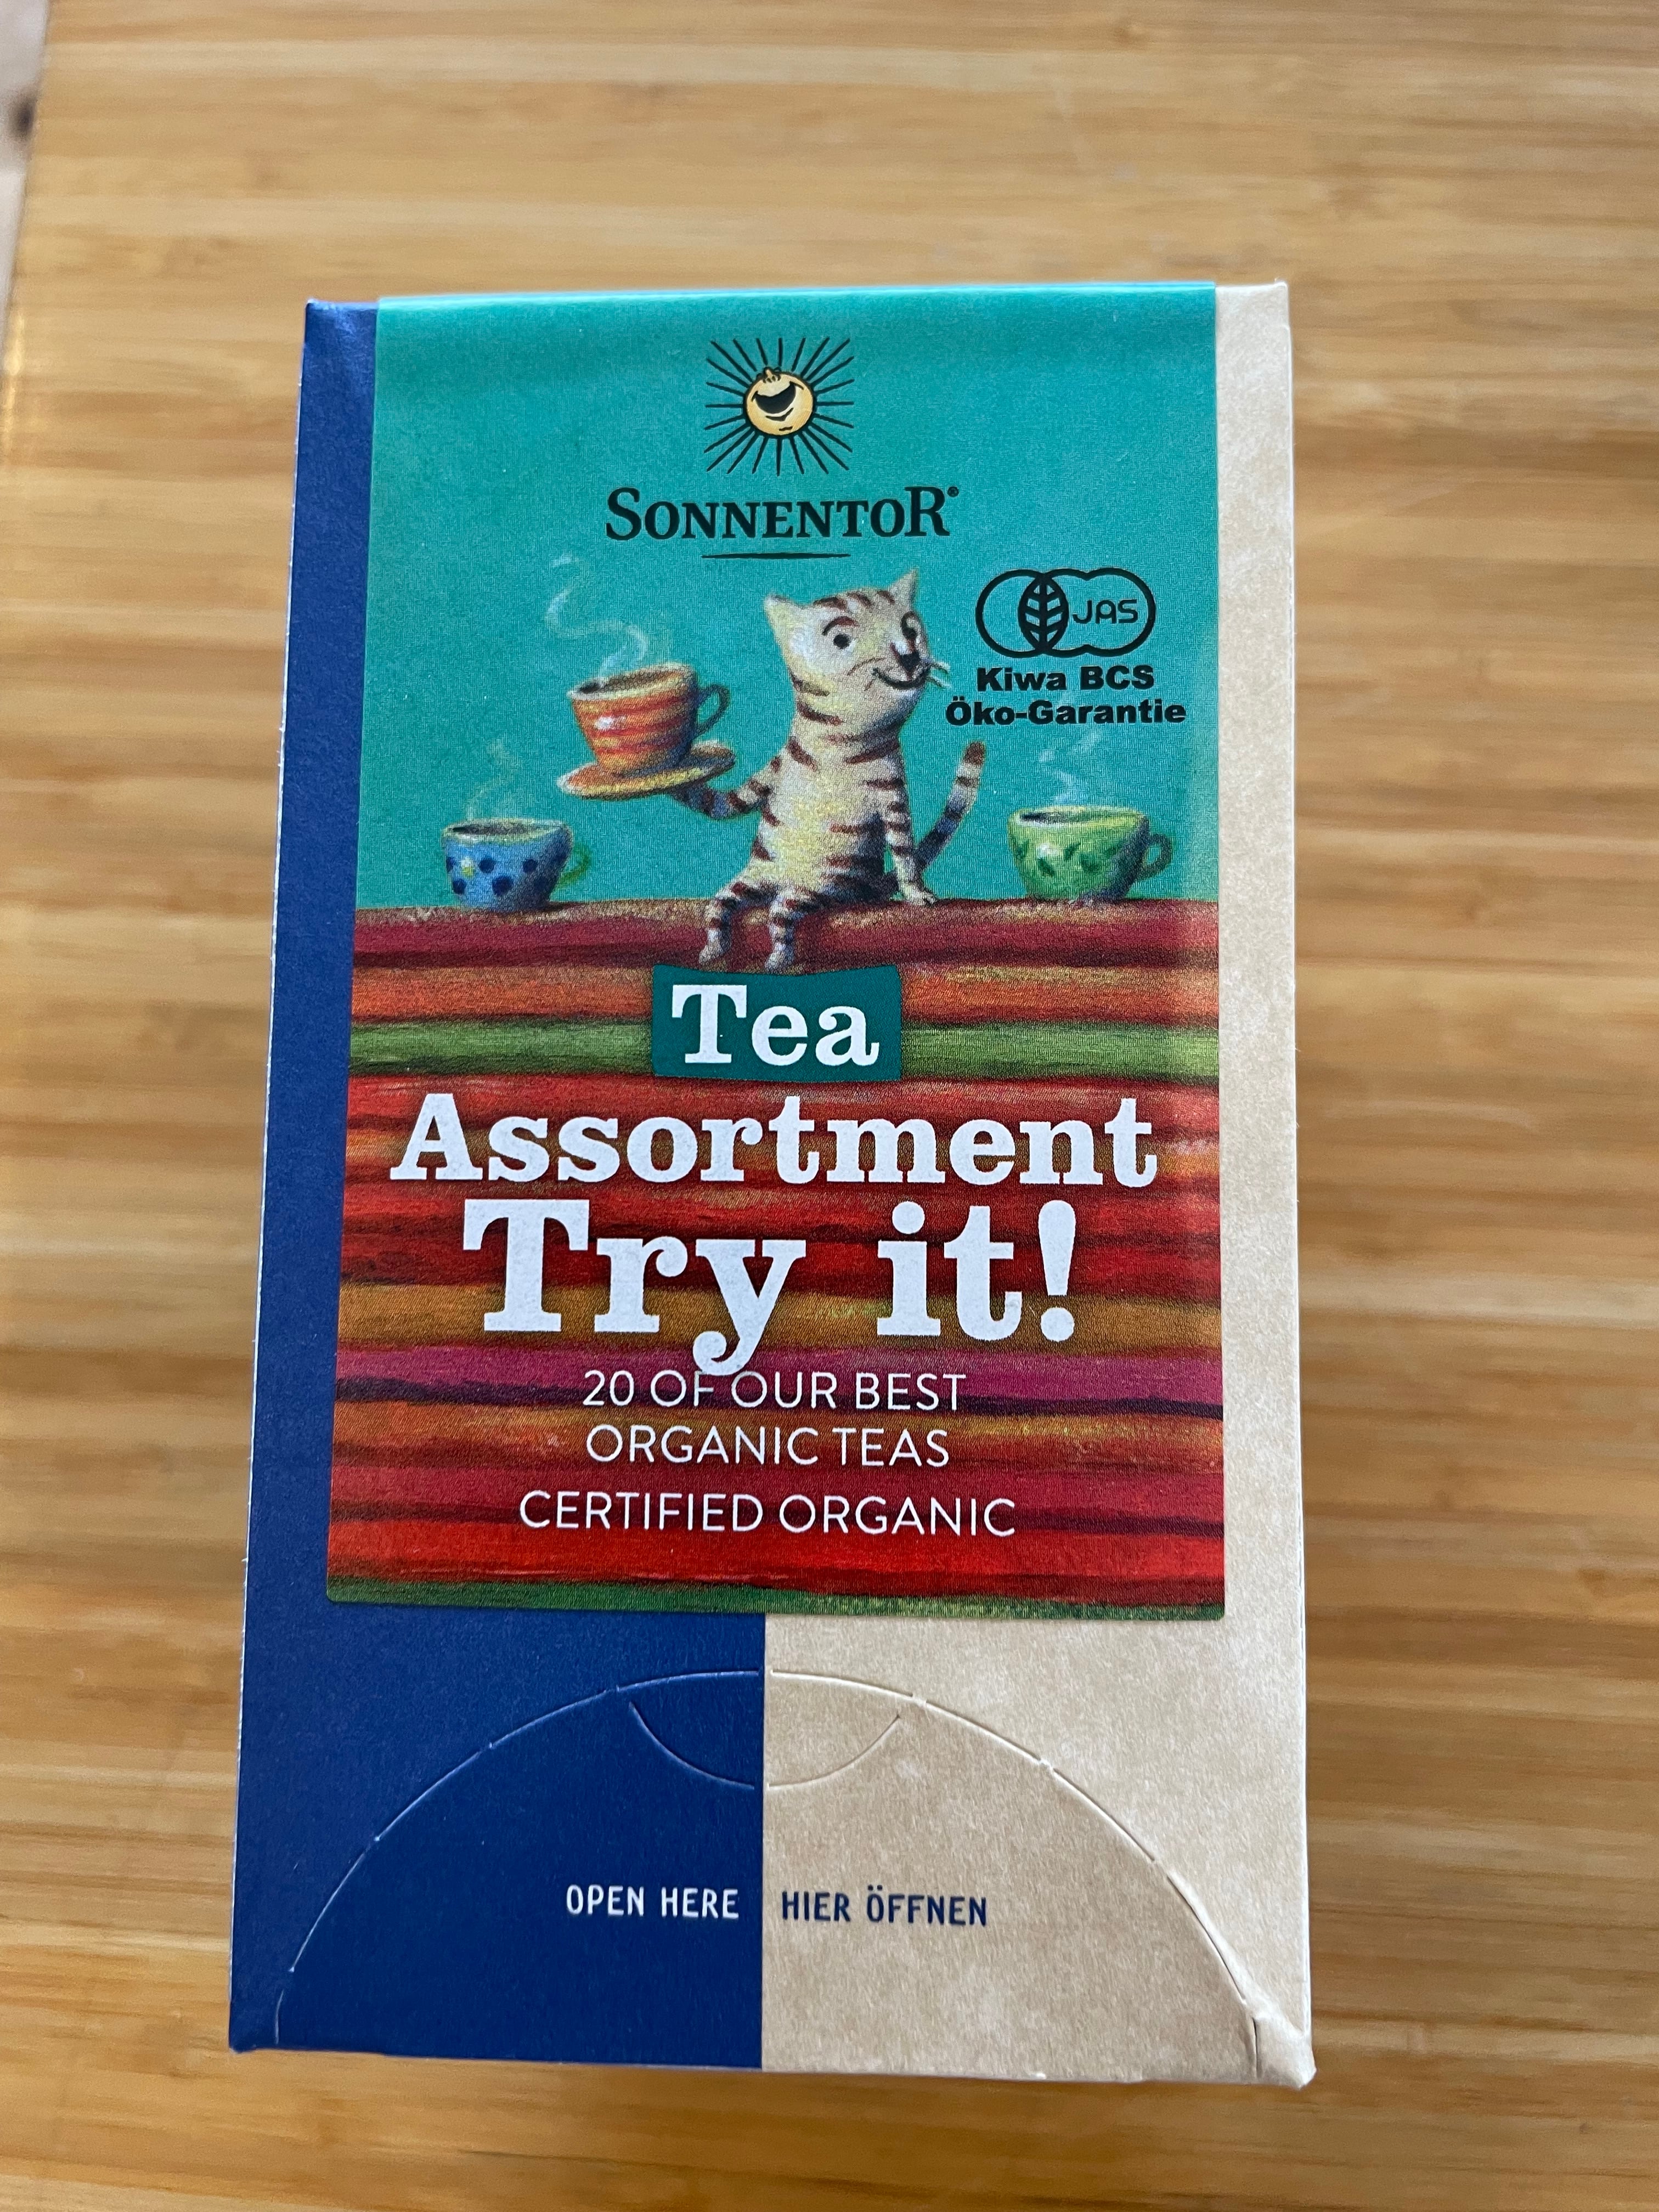 SONNENTOR®
JAS
Kiwa BCS
Öko-Garantie
Tea
Assortment
Try it!
20 OF OUR BEST
ORGANIC TEAS
CERTIFIED ORGANIC
OPEN HERE HIER ÖFFNEN